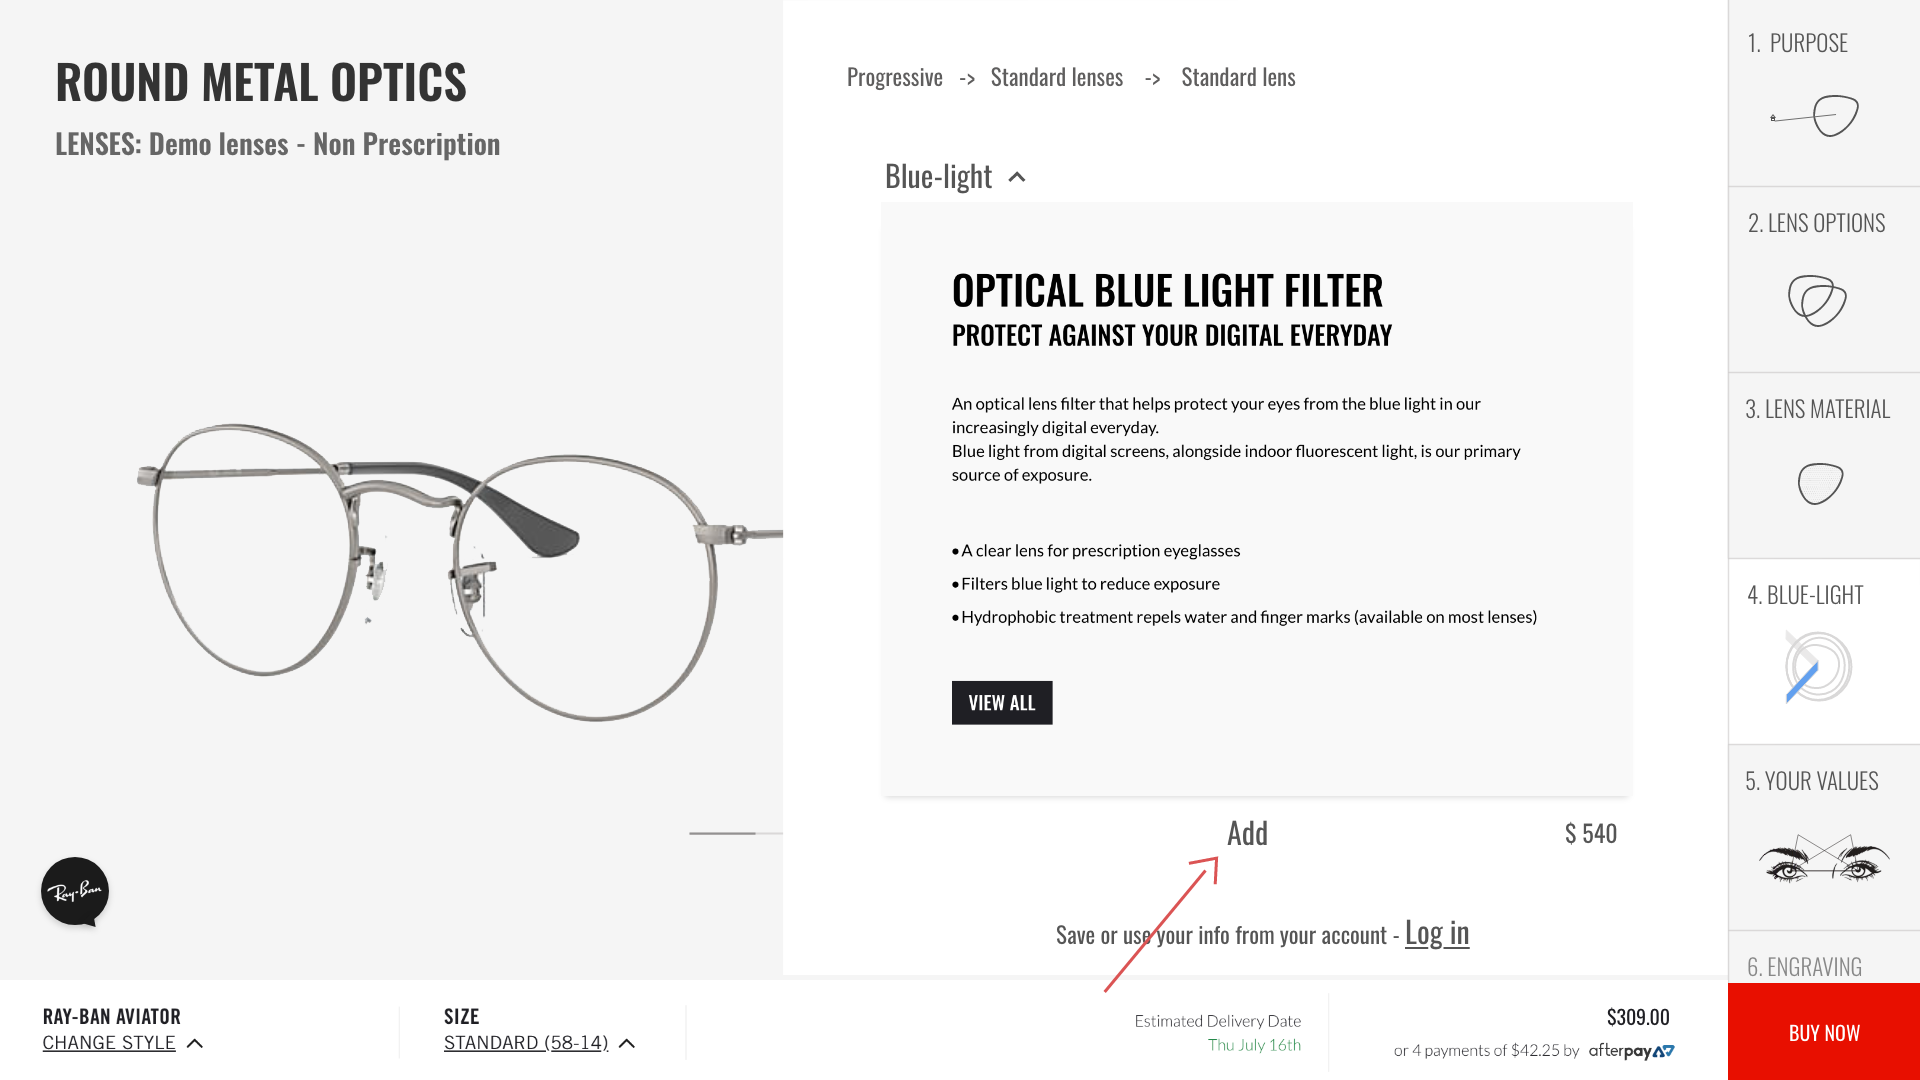 ROUND METAL OPTICS
LENSES: Demo lenses - Non Prescription
Ray-Ban
RAY-BAN AVIATOR
CHANGE STYLE
SIZE
STANDARD (58-14)
Progressive -> Standard lenses -> Standard lens
Blue-light
OPTICAL BLUE LIGHT FILTER
PROTECT AGAINST YOUR DIGITAL EVERYDAY
An optical lens filter that helps protect your eyes from the blue light in our
increasingly digital everyday.
Blue light from digital screens, alongside indoor fluorescent light, is our primary
source of exposure.
• A clear lens for prescription eyeglasses
• Filters blue light to reduce exposure
• Hydrophobic treatment repels water and finger marks (available on most lenses)
VIEW ALL
Add
$ 540
Save or use your info from your account - Log in
Estimated Delivery Date
Thu July 16th
$309.00
or 4 payments of $42.25 by afterpay
1. PURPOSE
2. LENS OPTIONS
3. LENS MATERIAL
4. BLUE-LIGHT
5. YOUR VALUES
6. ENGRAVING
BUY NOW